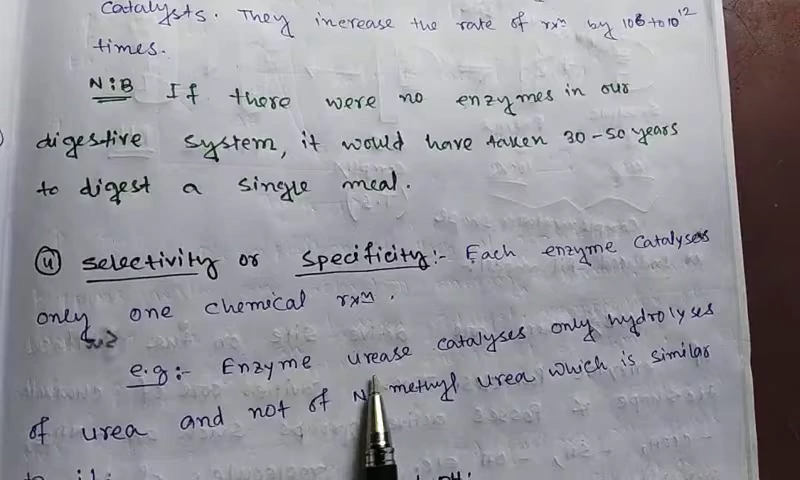 catalysts. They increase the rate of rxn by 10⁶ to 10¹²
times.
N:B If there were no enzymes in our
digestive system, it would have taken 30-50 years
to digest a single meal.
(4) Selectivity or Specificity:- Each enzyme catalyses
only one chemical rxn.
e.g:- Enzyme urease catalyses only hydrolyses
of urea and not of methyl urea which is similar